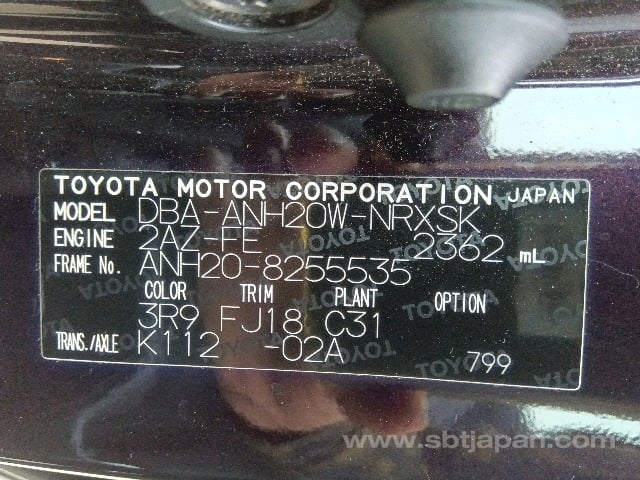 TOYOTA MOTOR CORPORATION JAPAN
MODEL DBA-ANH20W-NRXSK
ENGINE 2AZ-FE 2362 mL
FRAME No. ANH20-8255535
COLOR TRIM PLANT OPTION
3R9 FJ18 C31
TRANS./AXLE K112 -02A 799
www.sbtjapan.com